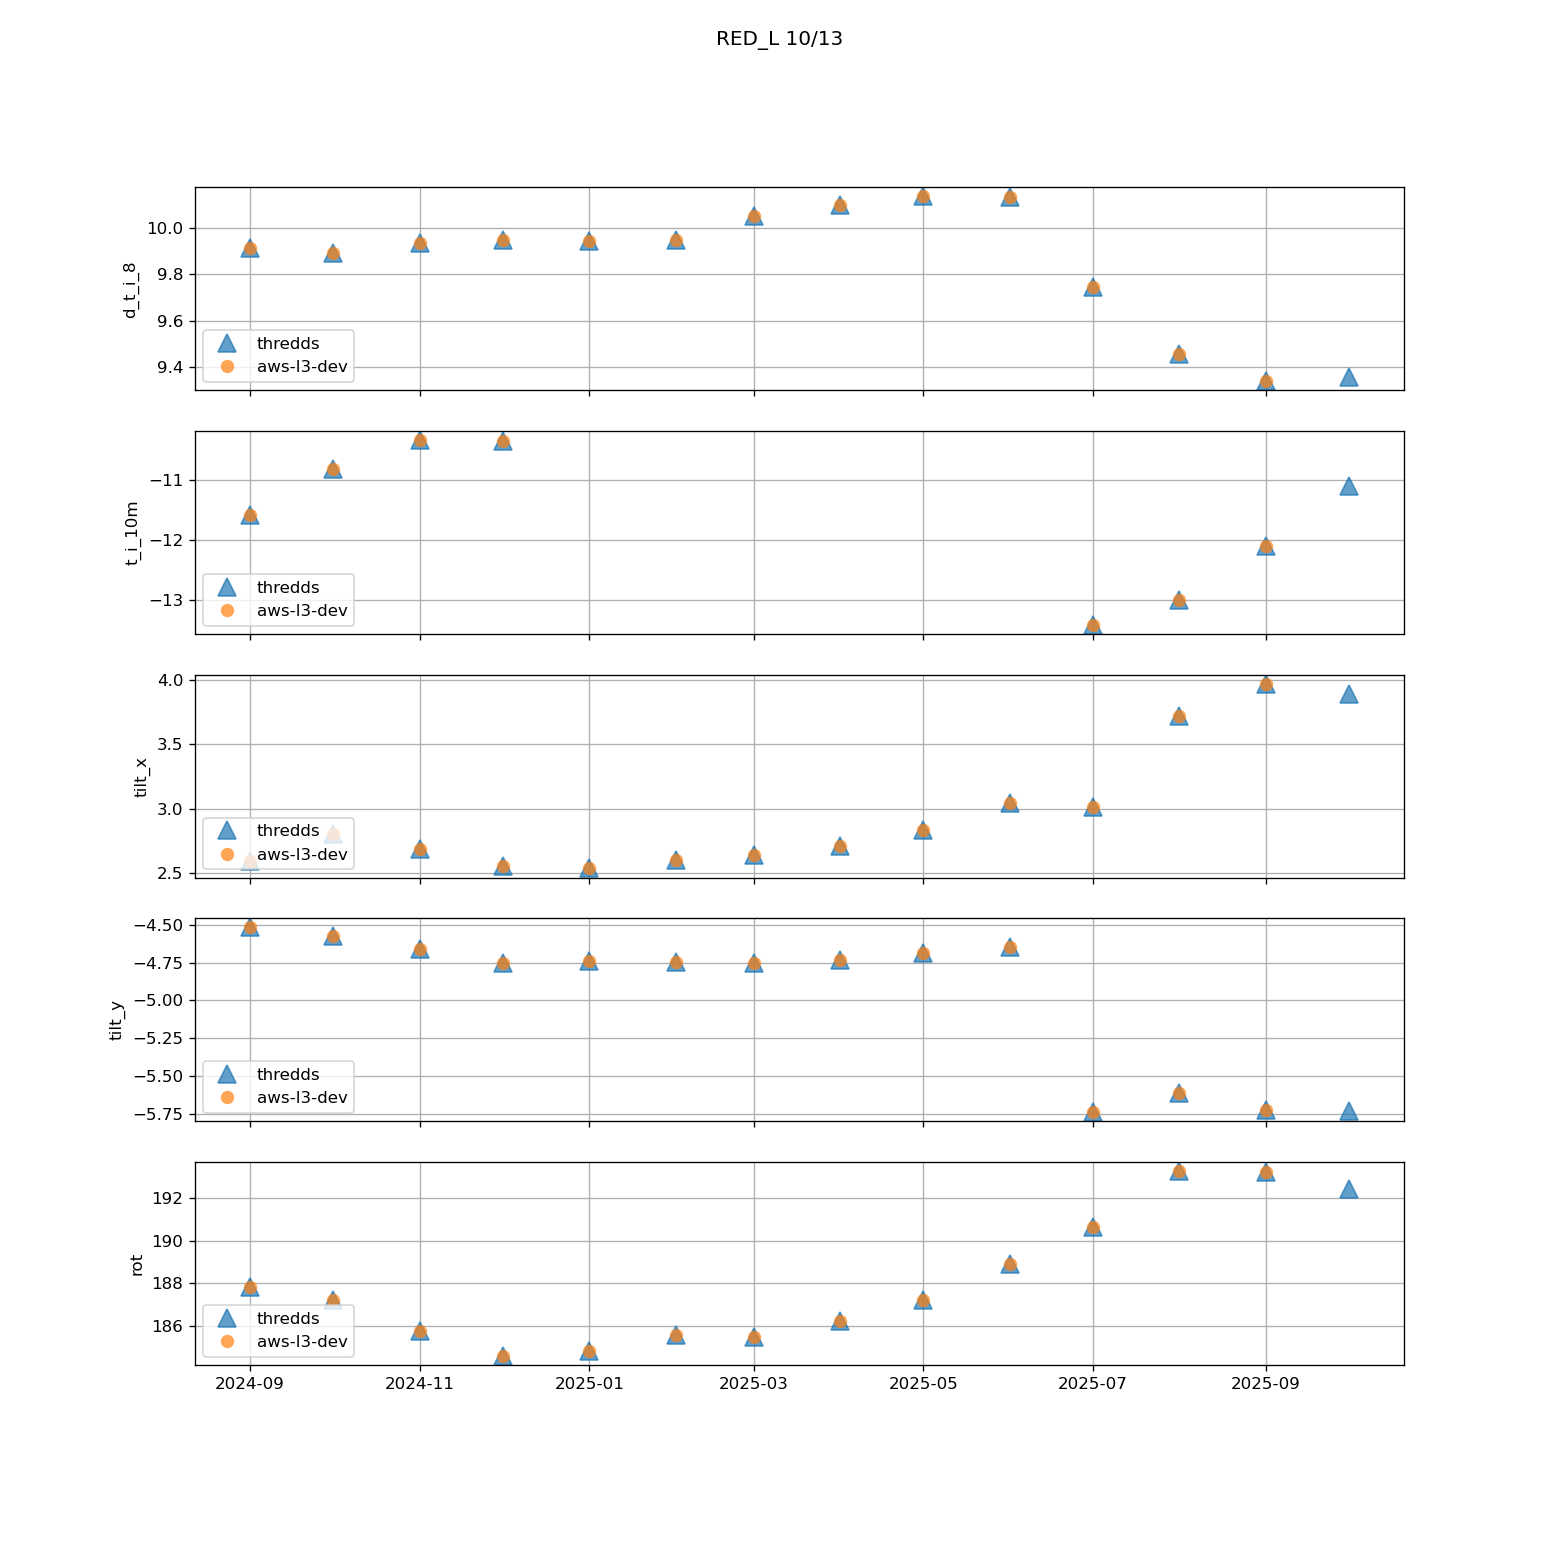 RED_L 10/13
d_t_i_8
10.0
9.8
9.6
9.4
thredds
aws-l3-dev
t_i_10m
−11
−12
−13
thredds
aws-l3-dev
tilt_x
4.0
3.5
3.0
2.5
thredds
aws-l3-dev
tilt_y
−4.50
−4.75
−5.00
−5.25
−5.50
−5.75
thredds
aws-l3-dev
rot
192
190
188
186
thredds
aws-l3-dev
2024-09 2024-11 2025-01 2025-03 2025-05 2025-07 2025-09